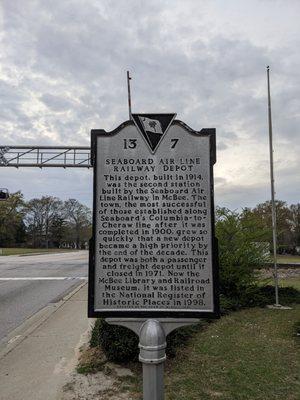 13 7
SEABOARD AIR LINE
RAILWAY DEPOT
This depot, built in 1914,
was the second station
built by the Seaboard Air
Line Railway in McBee. The
town, the most successful
of those established along
Seaboard's Columbia-to-
Cheraw line after it was
completed in 1900, grew so
quickly that a new depot
became a high priority by
the end of the decade. This
depot was both a passenger
and freight depot until it
closed in 1971. Now the
McBee Library and Railroad
Museum, it was listed in
the National Register of
Historic Places in 1998.